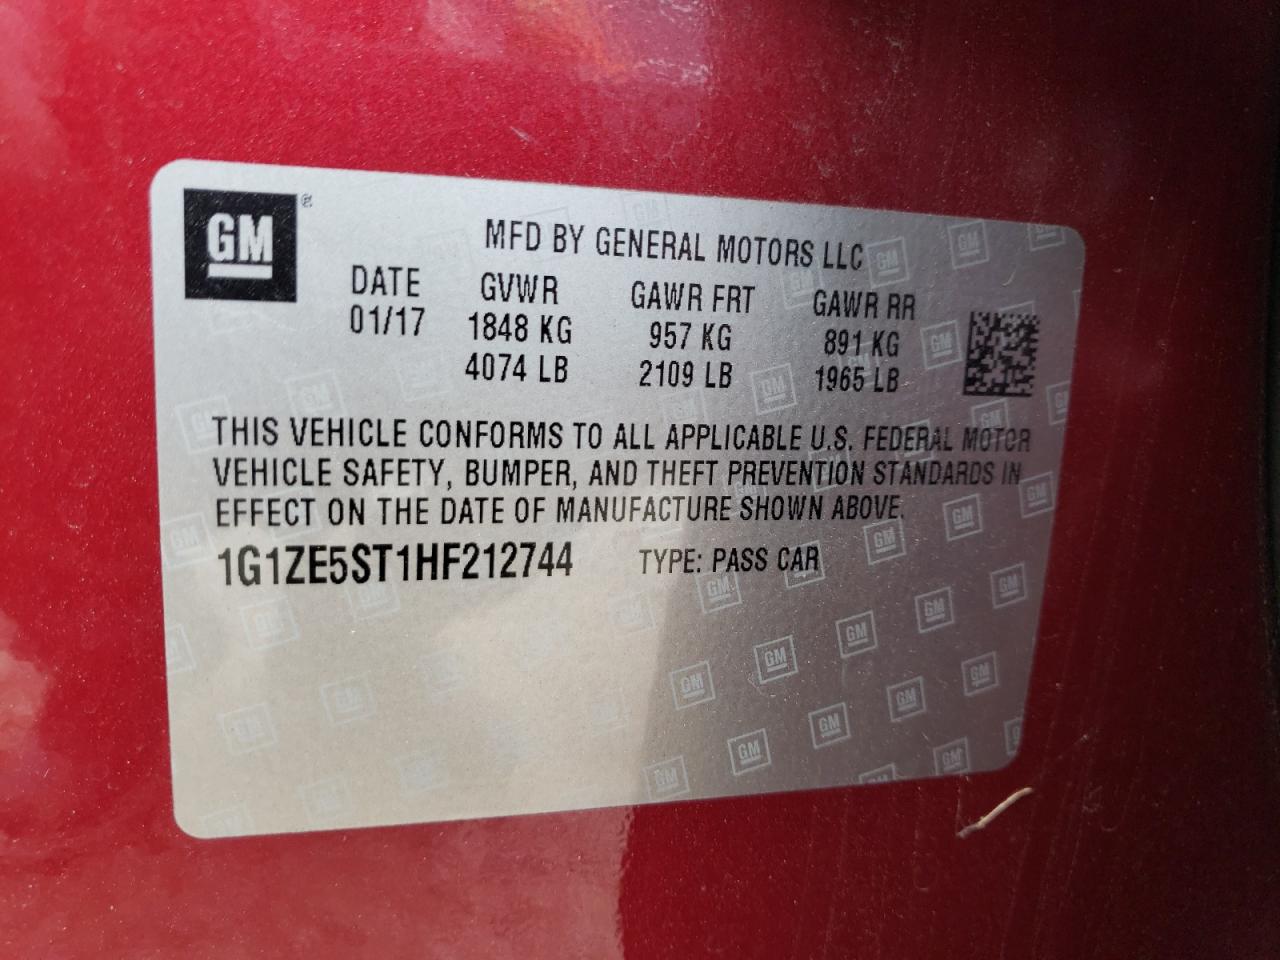 GM ®
MFD BY GENERAL MOTORS LLC
DATE GVWR GAWR FRT GAWR RR
01/17 1848 KG 957 KG 891 KG
4074 LB 2109 LB 1965 LB
THIS VEHICLE CONFORMS TO ALL APPLICABLE U.S. FEDERAL MOTOR
VEHICLE SAFETY, BUMPER, AND THEFT PREVENTION STANDARDS IN
EFFECT ON THE DATE OF MANUFACTURE SHOWN ABOVE.
1G1ZE5ST1HF212744 TYPE: PASS CAR